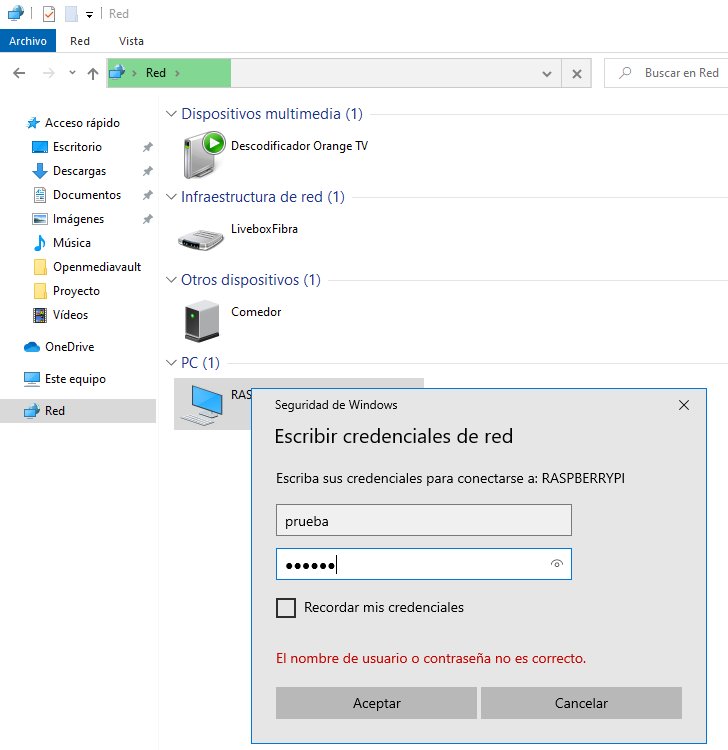 Red
Archivo
Red
Vista
Red
Buscar en Red
Acceso rápido
Escritorio
Descargas
Documentos
Imágenes
Música
Openmediavault
Proyecto
Vídeos
OneDrive
Este equipo
Red
Dispositivos multimedia (1)
Descodificador Orange TV
Infraestructura de red (1)
LiveboxFibra
Otros dispositivos (1)
Comedor
PC (1)
RAS
Seguridad de Windows
Escribir credenciales de red
Escriba sus credenciales para conectarse a: RASPBERRYPI
prueba
●●●●●●
Recordar mis credenciales
El nombre de usuario o contraseña no es correcto.
Aceptar
Cancelar